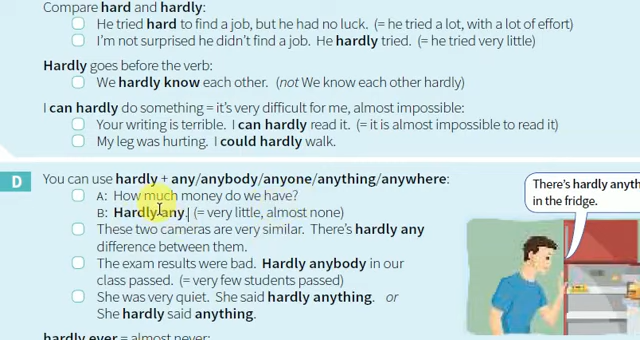 Compare hard and hardly:
He tried hard to find a job, but he had no luck. (= he tried a lot, with a lot of effort)
I'm not surprised he didn't find a job. He hardly tried. (= he tried very little)
Hardly goes before the verb:
We hardly know each other. (not We know each other hardly)
I can hardly do something = it's very difficult for me, almost impossible:
Your writing is terrible. I can hardly read it. (= it is almost impossible to read it)
My leg was hurting. I could hardly walk.
D
You can use hardly + any/anybody/anyone/anything/anywhere:
A: How much money do we have?
B: Hardly any. (= very little, almost none)
These two cameras are very similar. There's hardly any
difference between them.
The exam results were bad. Hardly anybody in our
class passed. (= very few students passed)
She was very quiet. She said hardly anything. or
She hardly said anything.
hardly ever = almost never:
There's hardly anyth
in the fridge.